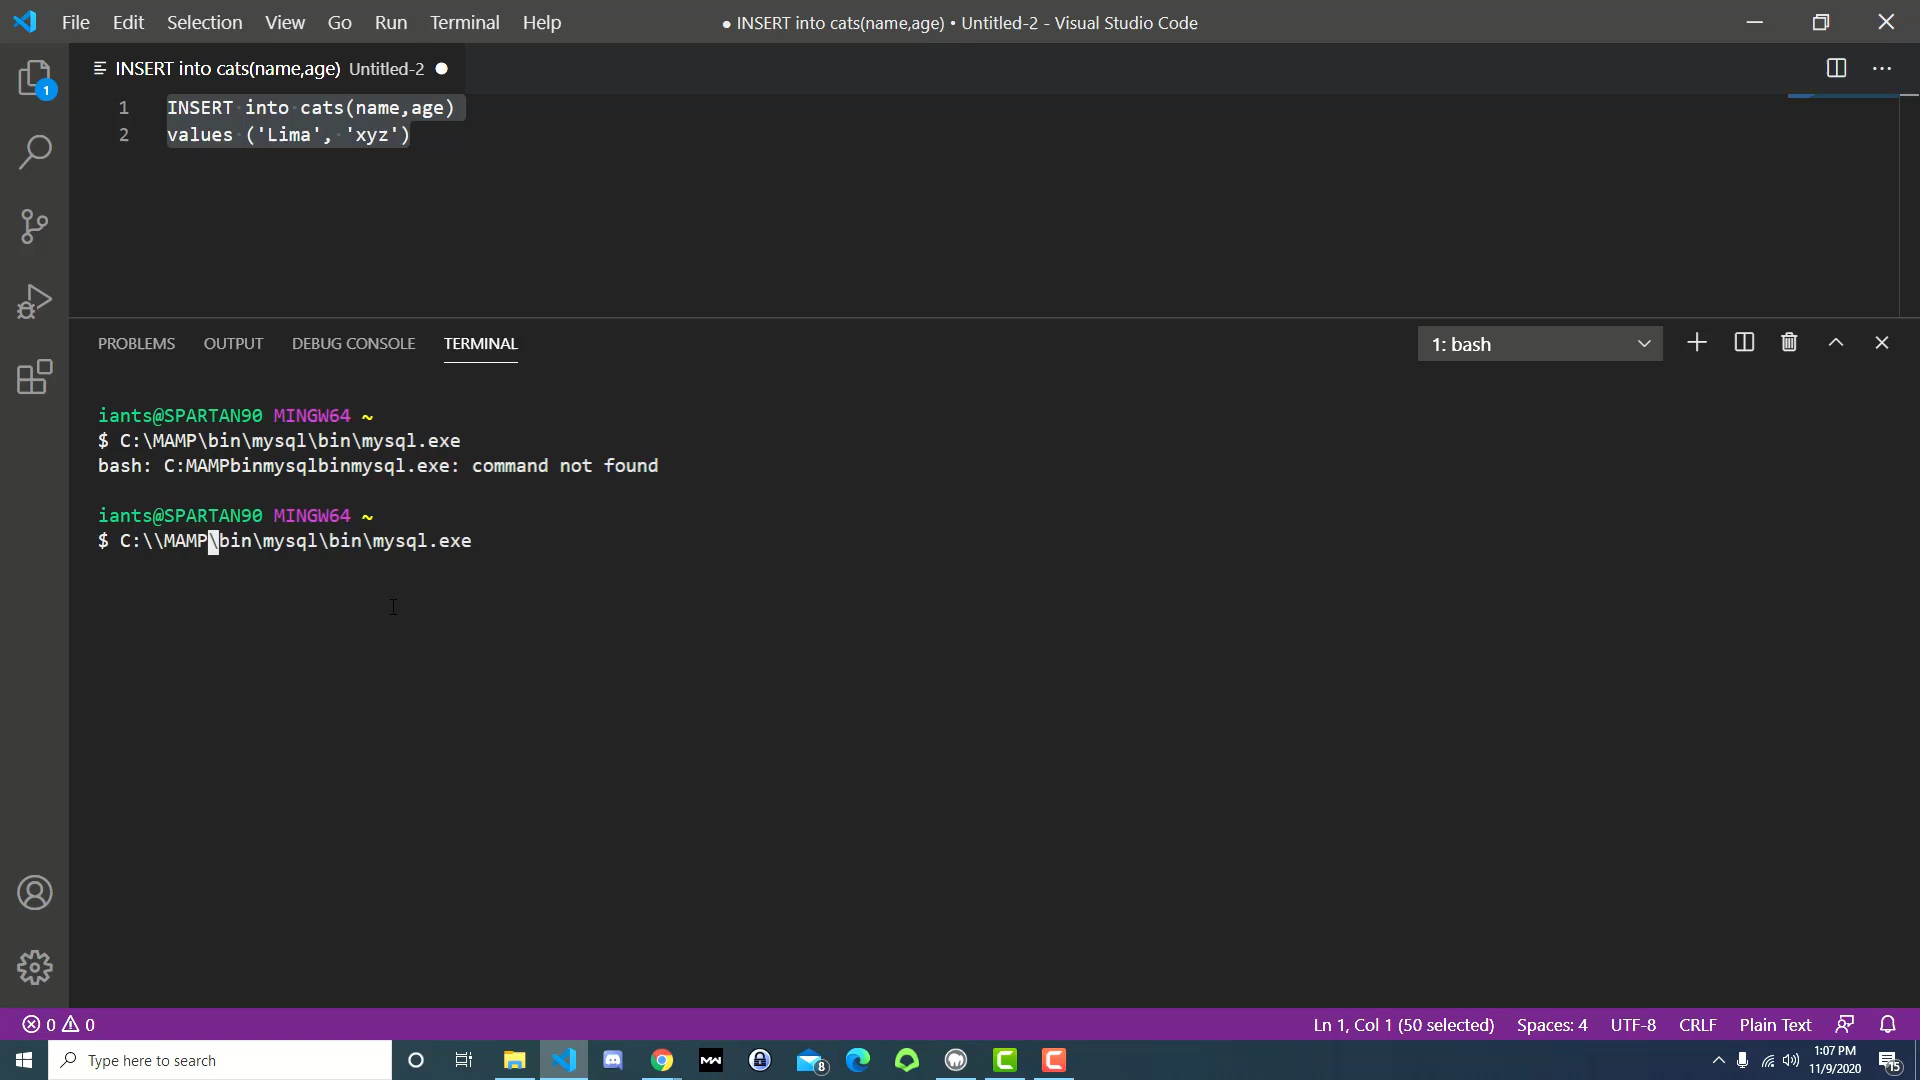 File Edit Selection View Go Run Terminal Help
● INSERT into cats(name,age) • Untitled-2 - Visual Studio Code
INSERT into cats(name,age) Untitled-2 ●
1
1 INSERT into cats(name,age)
2 values ('Lima', 'xyz')
PROBLEMS OUTPUT DEBUG CONSOLE TERMINAL
1: bash
iants@SPARTAN90 MINGW64 ~
$ C:\MAMP\bin\mysql\bin\mysql.exe
bash: C:MAMPbinmysqlbinmysql.exe: command not found
iants@SPARTAN90 MINGW64 ~
$ C:\\MAMP\bin\mysql\bin\mysql.exe
0 0
Ln 1, Col 1 (50 selected) Spaces: 4 UTF-8 CRLF Plain Text
Type here to search
MW
8
1:07 PM
11/9/2020
15